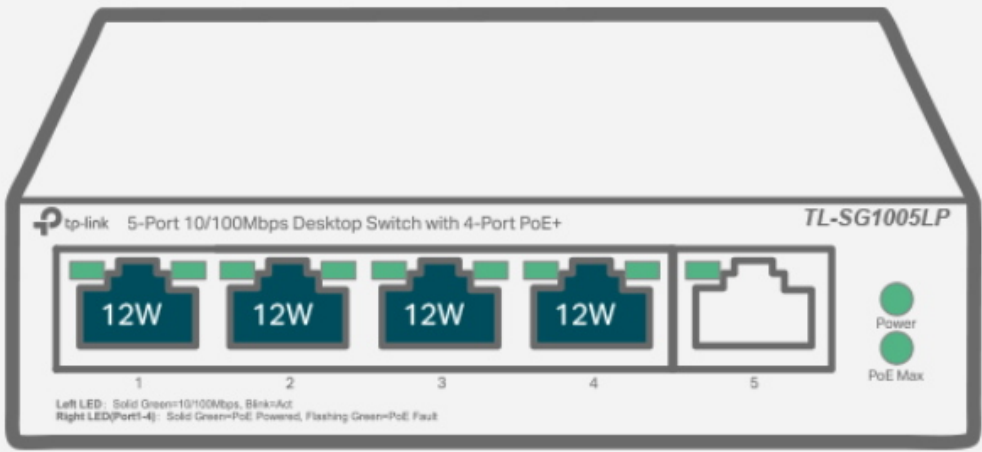 tp-link 5-Port 10/100Mbps Desktop Switch with 4-Port PoE+ TL-SG1005LP
12W 12W 12W 12W
Power
PoE Max
1 2 3 4 5
Left LED: Solid Green=10/100Mbps, Blink=Act
Right LED(Port1-4): Solid Green=PoE Powered, Flashing Green=PoE Fault